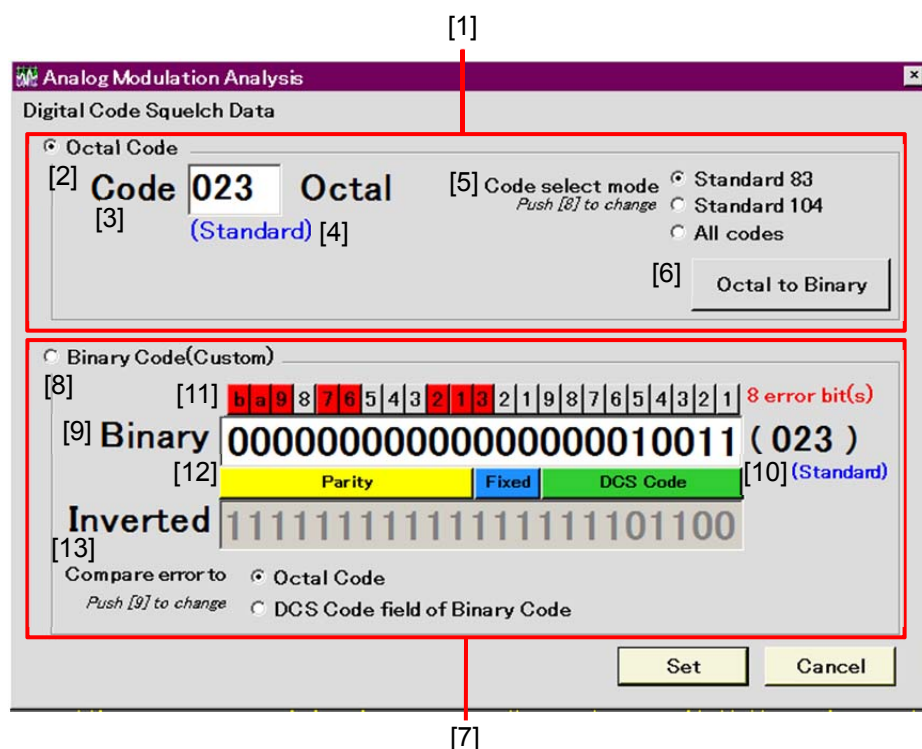 [1]
Analog Modulation Analysis
Digital Code Squelch Data
Octal Code
[2] Code 023 Octal [5] Code select mode Standard 83
[3] Push [8] to change Standard 104
(Standard) [4] All codes
[6] Octal to Binary
Binary Code(Custom)
[8] [11] b a 9 8 7 6 5 4 3 2 1 3 2 1 9 8 7 6 5 4 3 2 1 8 error bit(s)
[9] Binary 00000000000000000010011 ( 023 )
[12] Parity Fixed DCS Code [10] (Standard)
Inverted 11111111111111111101100
[13]
Compare error to Octal Code
Push [9] to change DCS Code field of Binary Code
Set Cancel
[7]